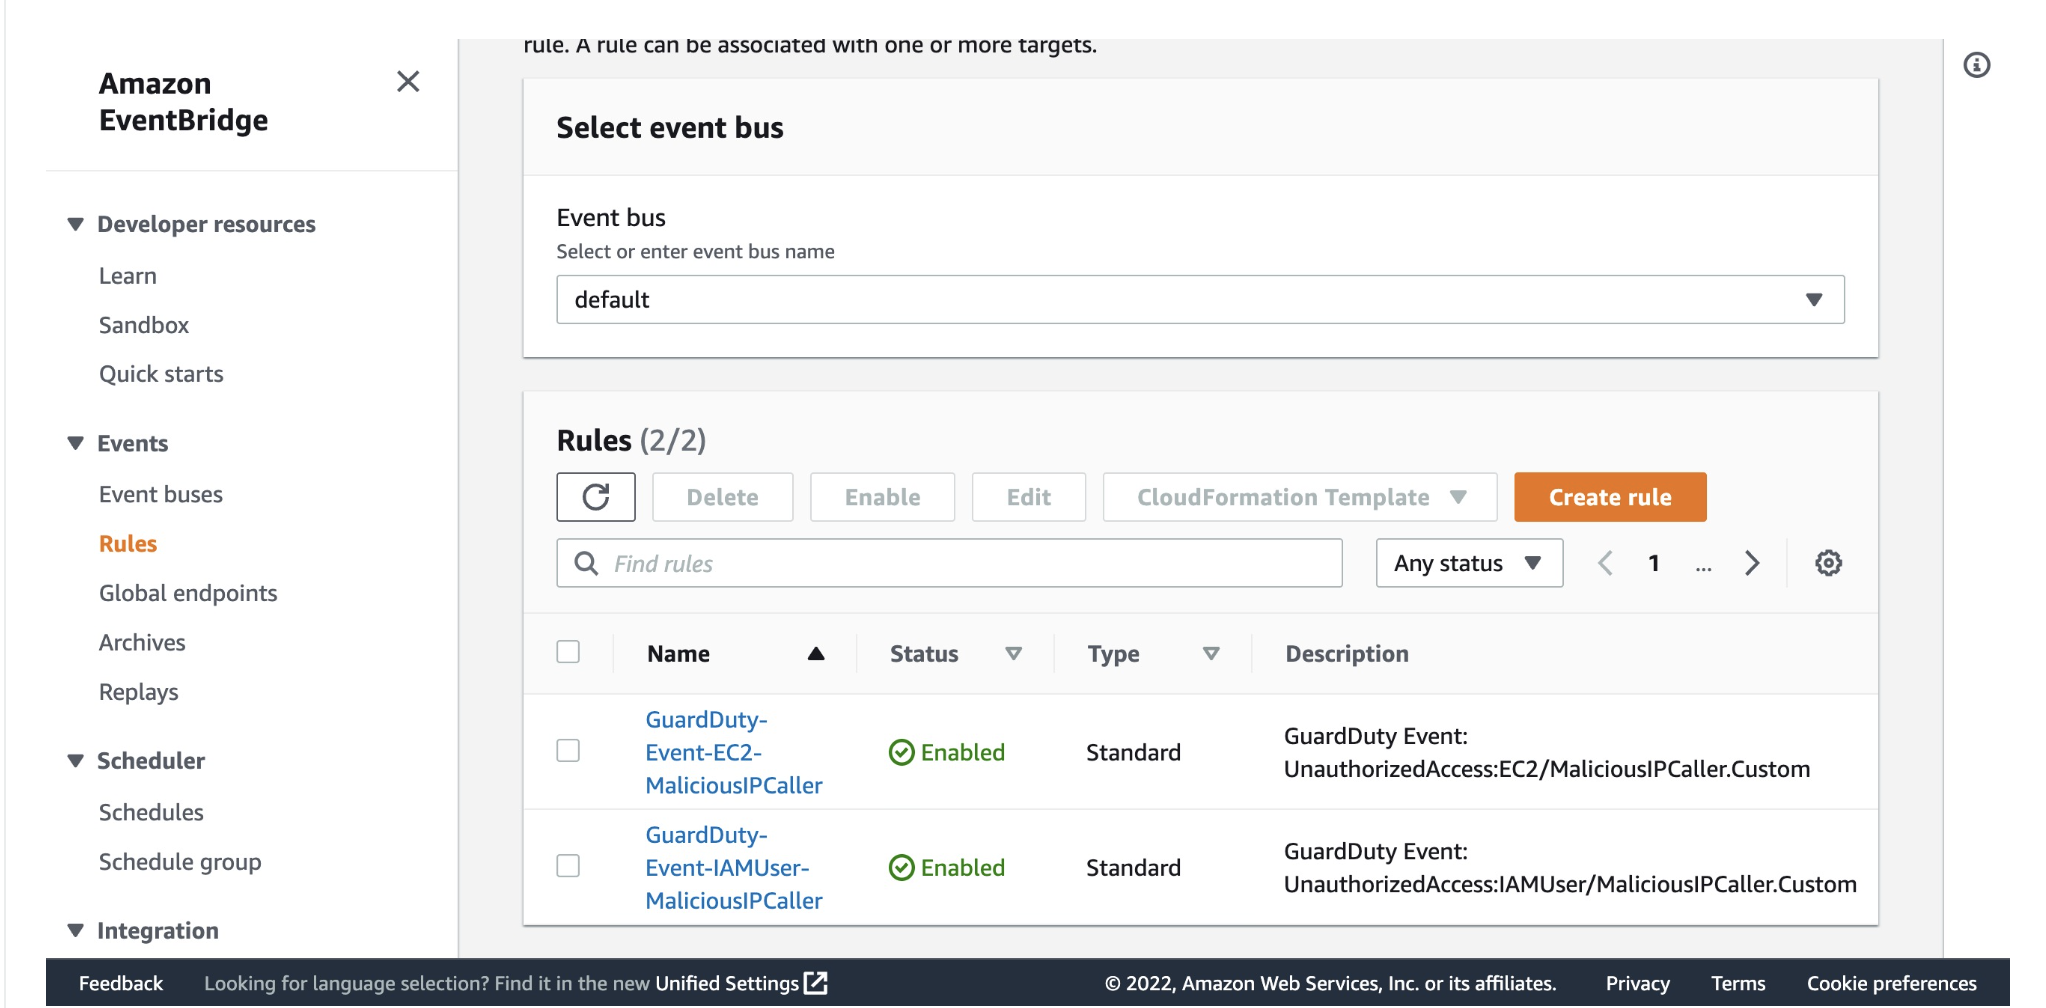 rule. A rule can be associated with one or more targets.
Amazon
EventBridge
Developer resources
Learn
Sandbox
Quick starts
Events
Event buses
Rules
Global endpoints
Archives
Replays
Scheduler
Schedules
Schedule group
Integration
Select event bus
Event bus
Select or enter event bus name
default
Rules (2/2)
Delete Enable Edit CloudFormation Template Create rule
Find rules Any status 1 ...
Name Status Type Description
GuardDuty-
Event-EC2-
MaliciousIPCaller
Enabled
Standard
GuardDuty Event:
UnauthorizedAccess:EC2/MaliciousIPCaller.Custom
GuardDuty-
Event-IAMUser-
MaliciousIPCaller
Enabled
Standard
GuardDuty Event:
UnauthorizedAccess:IAMUser/MaliciousIPCaller.Custom
Feedback Looking for language selection? Find it in the new Unified Settings © 2022, Amazon Web Services, Inc. or its affiliates. Privacy Terms Cookie preferences